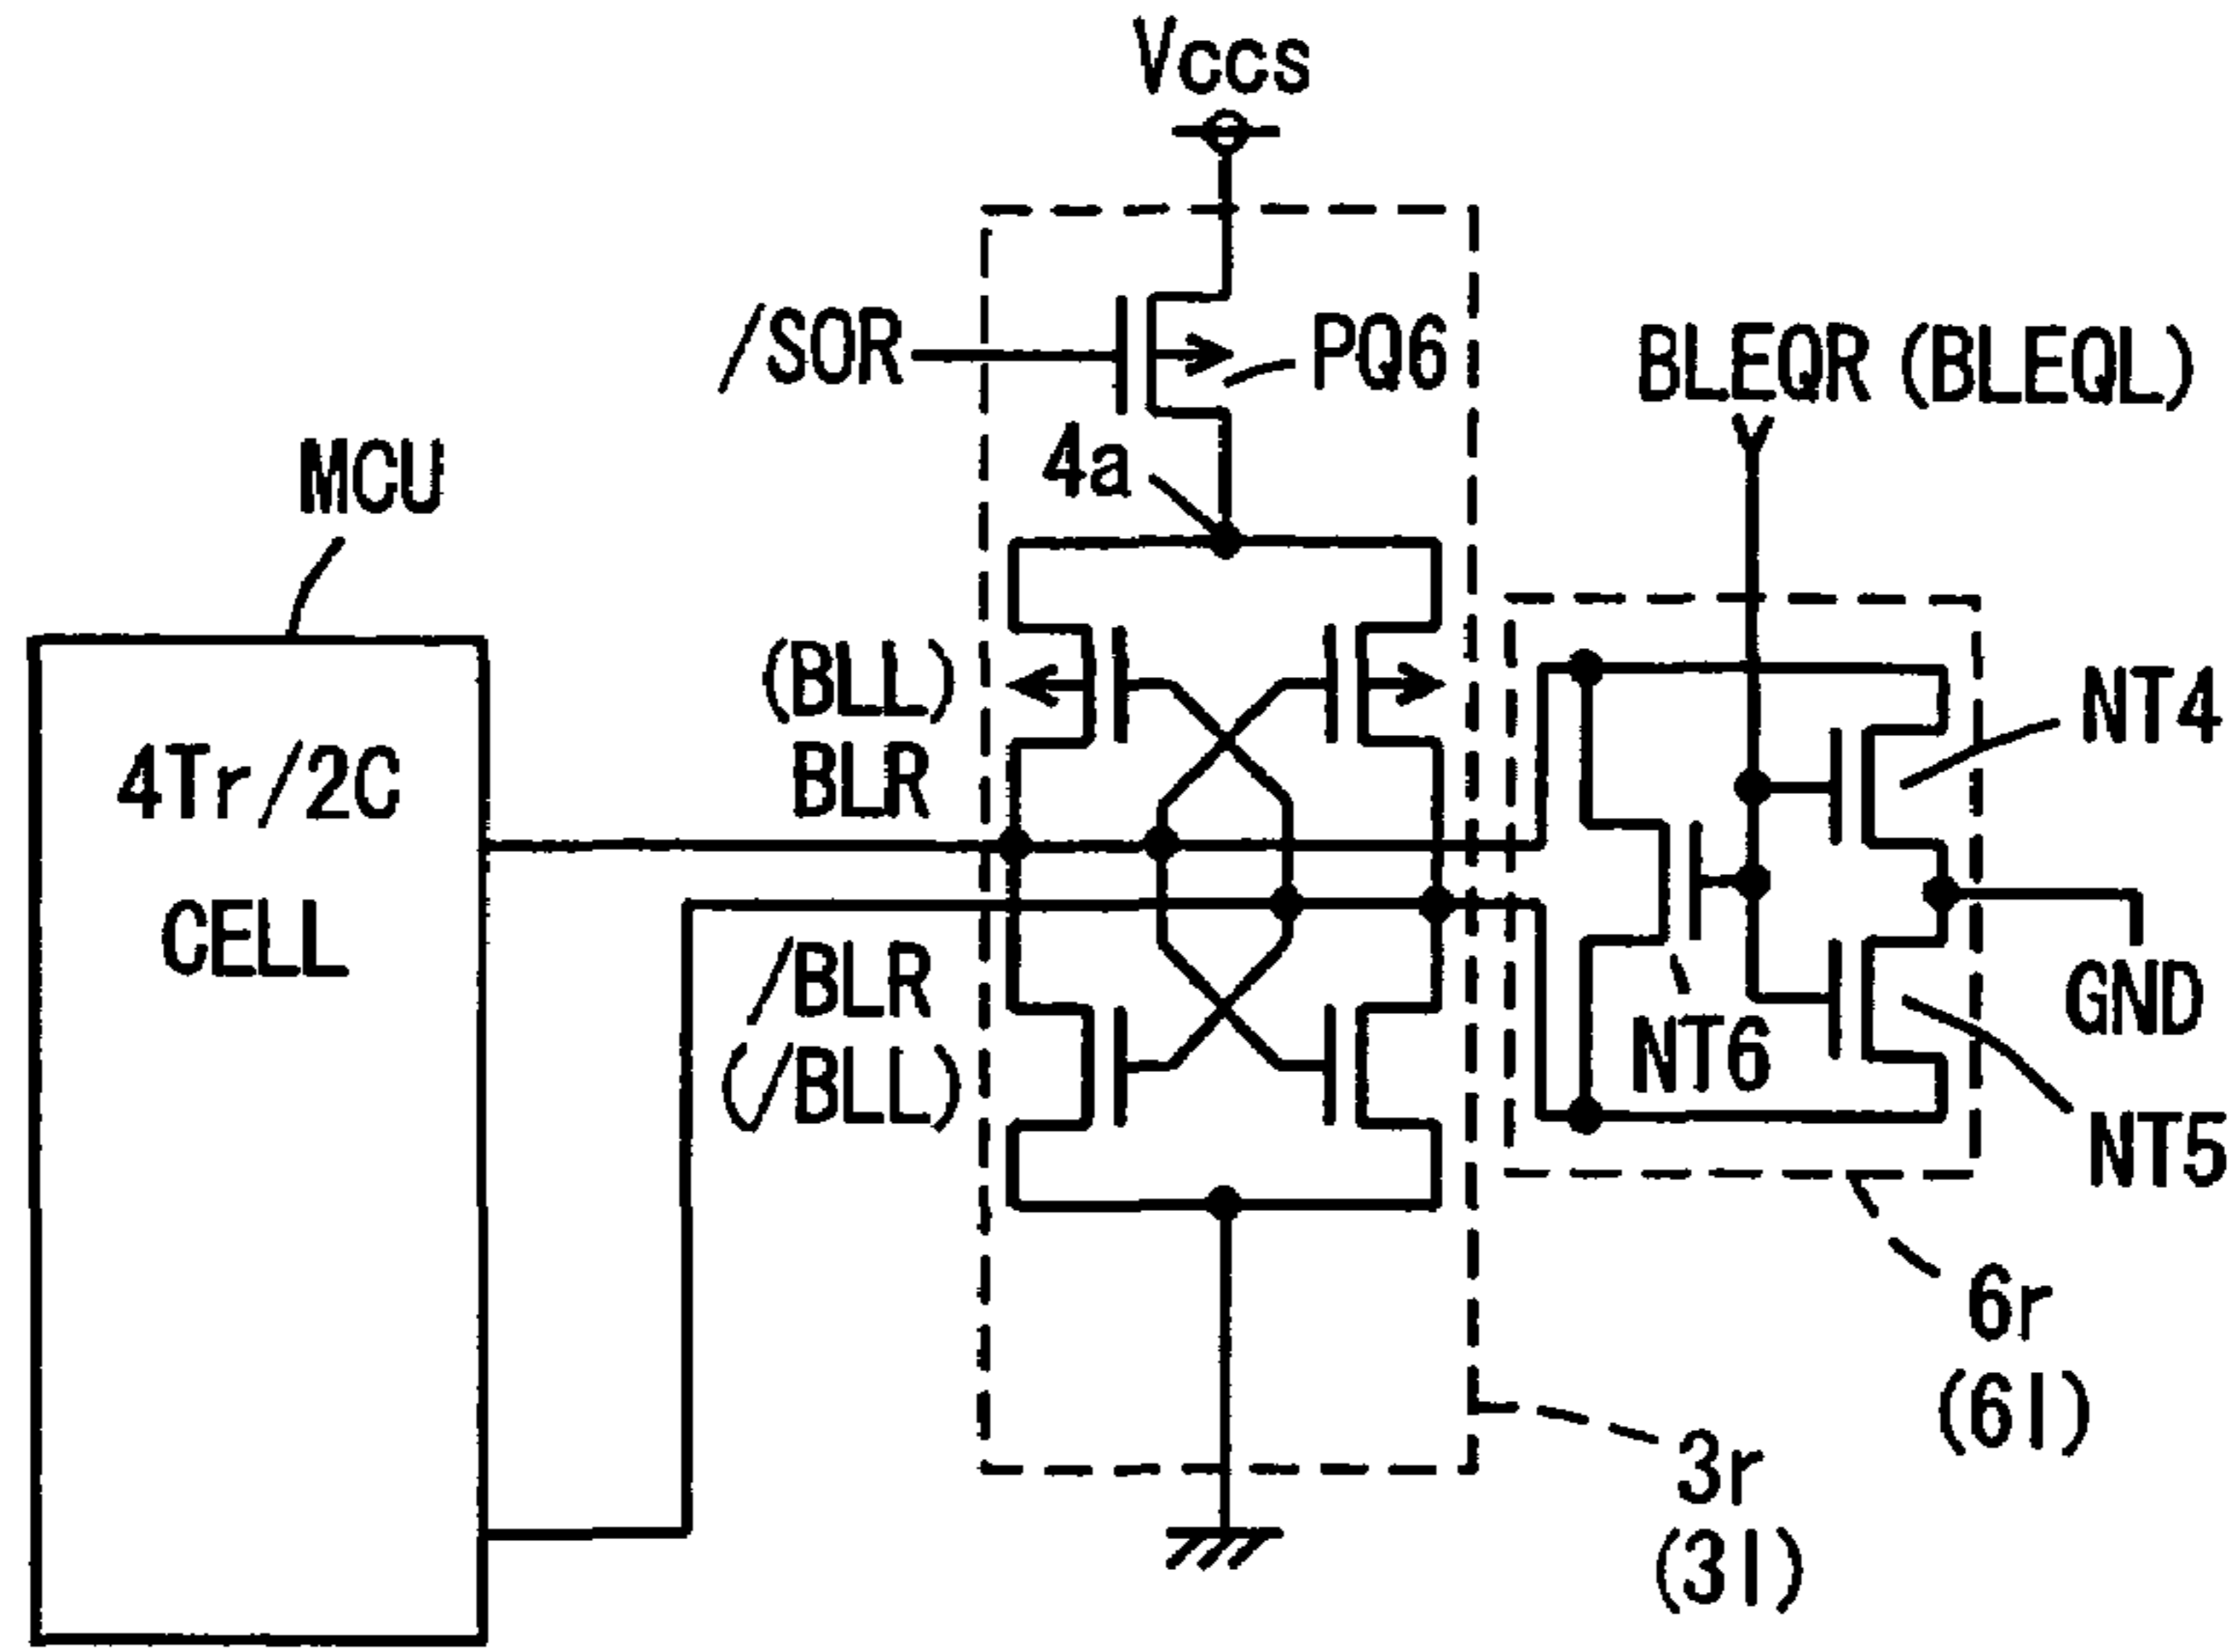 Vccs
/SOR
PQ6
BLEQR (BLEQL)
4a
MCU
(BLL)
BLR
NT4
4Tr/2C
CELL
/BLR
(/BLL)
GND
NT6
NT5
6r
(6l)
3r
(3l)